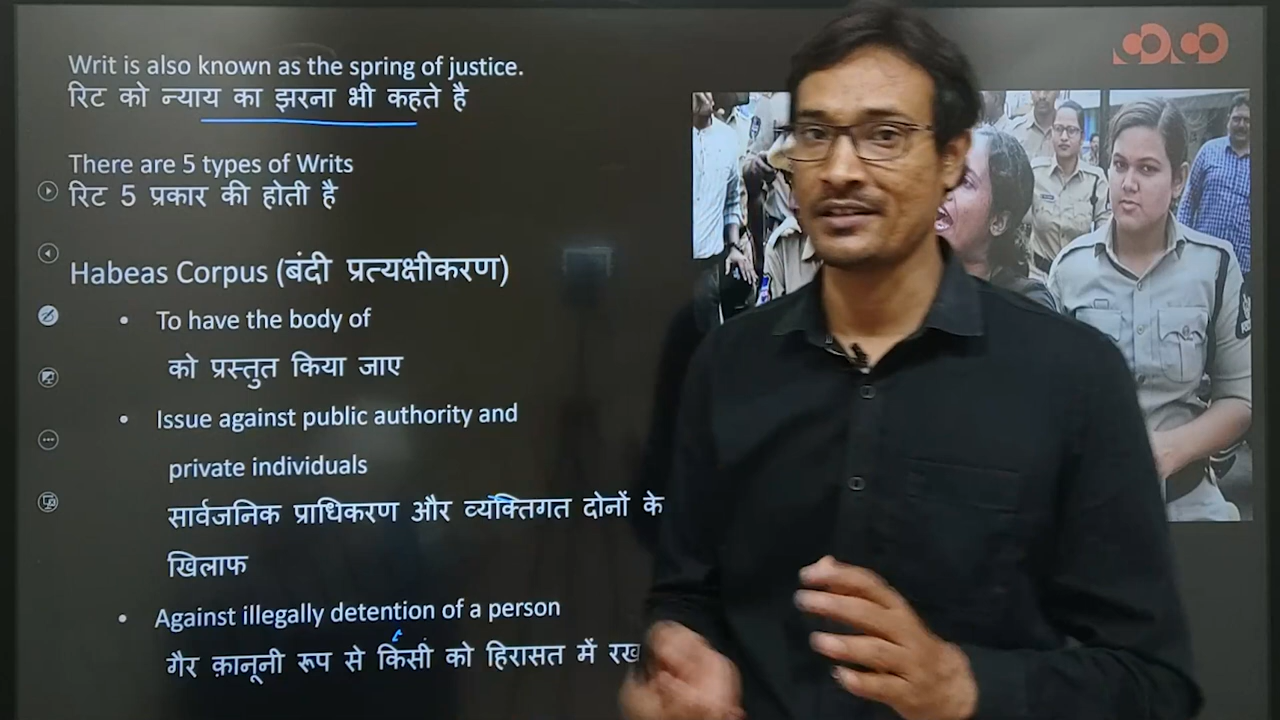 Writ is also known as the spring of justice.
रिट को न्याय का झरना भी कहते है
There are 5 types of Writs
रिट 5 प्रकार की होती है
Habeas Corpus (बंदी प्रत्यक्षीकरण)
• To have the body of
को प्रस्तुत किया जाए
• Issue against public authority and
private individuals
सार्वजनिक प्राधिकरण और व्यक्तिगत दोनों के
खिलाफ
• Against illegally detention of a person
गैर क़ानूनी रूप से किसी को हिरासत में